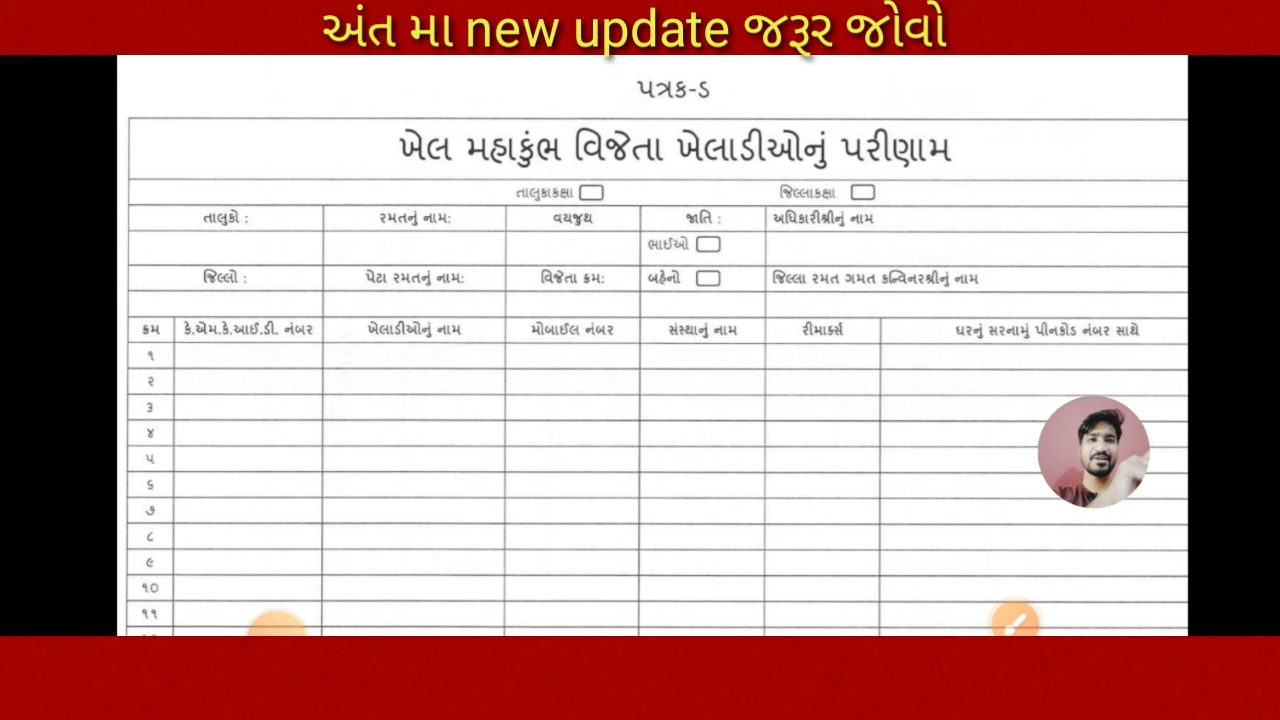 અંત મા new update જરૂર જોવો
પત્રક-ડ
ખેલ મહાકુંભ વિજેતા ખેલાડીઓનું પરીણામ
તાલુકાકક્ષા જિલ્લાકક્ષા
તાલુકો : રમતનું નામ: વયજુથ જાતિ : અધિકારીશ્રીનું નામ
ભાઈઓ
જિલ્લો : પેટા રમતનું નામ: વિજેતા ક્રમ: બહેનો જિલ્લા રમત ગમત કન્વિનરશ્રીનું નામ
ક્રમ કે.એમ.કે.આઈ.ડી. નંબર ખેલાડીઓનું નામ મોબાઈલ નંબર સંસ્થાનું નામ રીમાર્ક્સ ઘરનું સરનામું પીનકોડ નંબર સાથે
૧
૨
૩
૪
૫
૬
૭
૮
૯
૧૦
૧૧